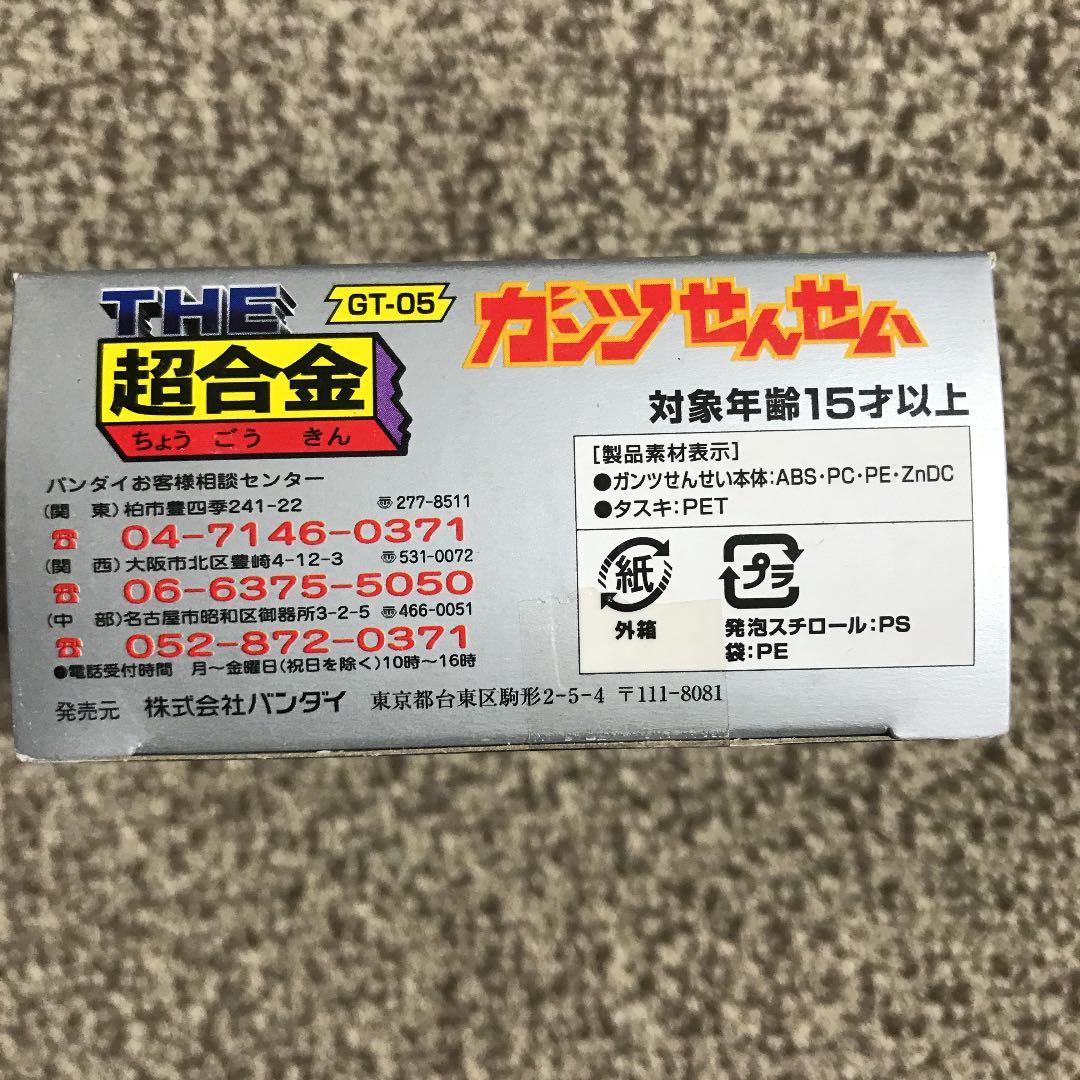 THE
GT-05
ガンツせんせい
超合金
ちょう ごう きん
対象年齢15才以上
バンダイお客様相談センター
(関 東)柏市豊四季241-22 〠277-8511
☎ 04-7146-0371
(関 西)大阪市北区豊崎4-12-3 〠531-0072
☎ 06-6375-5050
(中 部)名古屋市昭和区御器所3-2-5 〠466-0051
☎ 052-872-0371
●電話受付時間 月〜金曜日(祝日を除く)10時〜16時
発売元 株式会社バンダイ 東京都台東区駒形2-5-4 〒111-8081
[製品素材表示]
●ガンツせんせい本体:ABS・PC・PE・ZnDC
●タスキ:PET
紙
外箱
プラ
発泡スチロール:PS
袋:PE